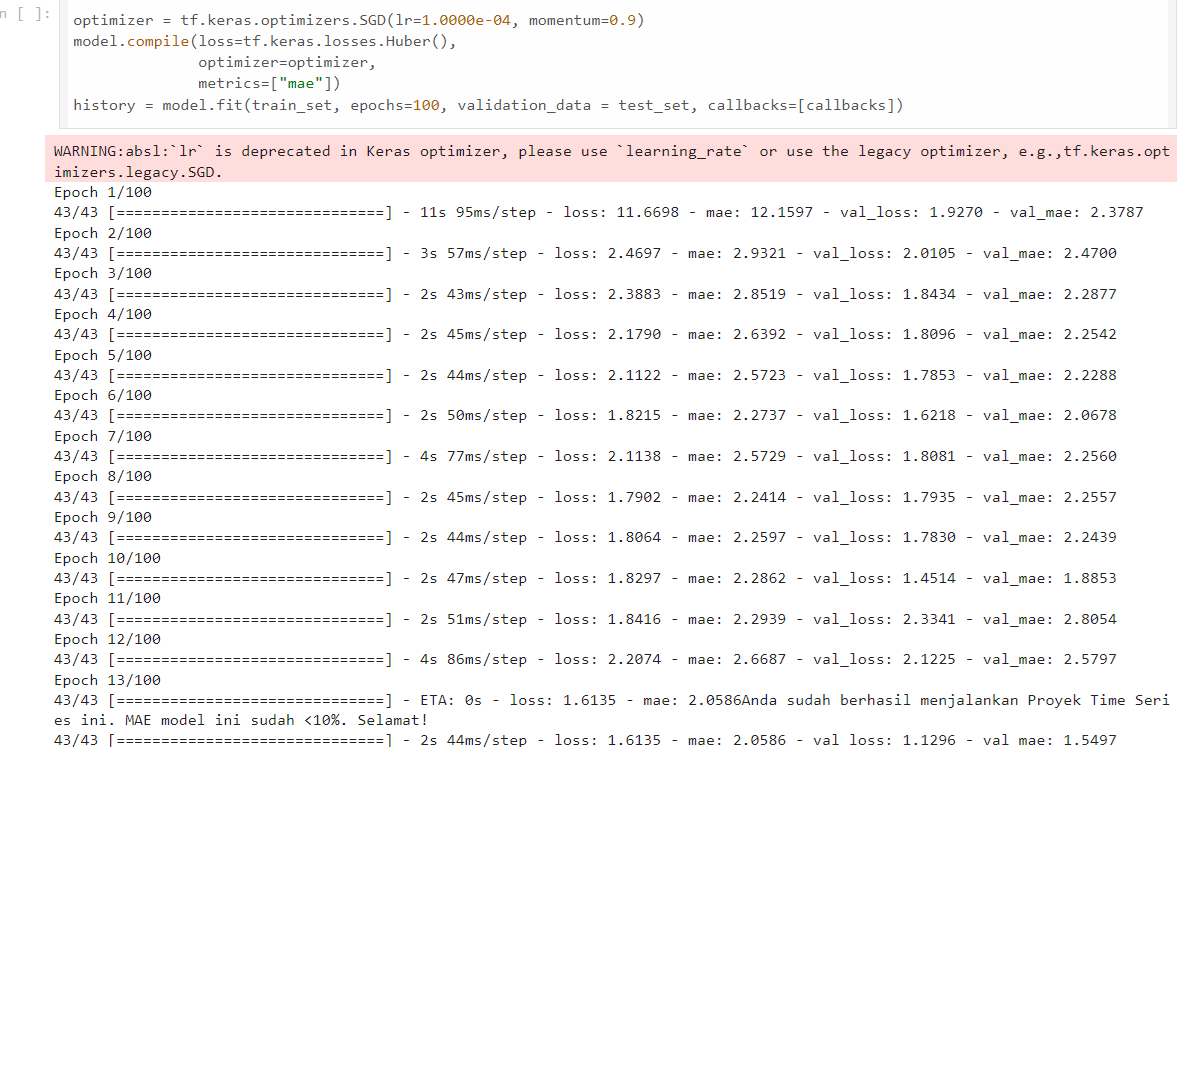 n [ ]:
optimizer = tf.keras.optimizers.SGD(lr=1.0000e-04, momentum=0.9)
model.compile(loss=tf.keras.losses.Huber(),
              optimizer=optimizer,
              metrics=["mae"])
history = model.fit(train_set, epochs=100, validation_data = test_set, callbacks=[callbacks])
WARNING:absl:`lr` is deprecated in Keras optimizer, please use `learning_rate` or use the legacy optimizer, e.g.,tf.keras.opt
imizers.legacy.SGD.
Epoch 1/100
43/43 [==============================] - 11s 95ms/step - loss: 11.6698 - mae: 12.1597 - val_loss: 1.9270 - val_mae: 2.3787
Epoch 2/100
43/43 [==============================] - 3s 57ms/step - loss: 2.4697 - mae: 2.9321 - val_loss: 2.0105 - val_mae: 2.4700
Epoch 3/100
43/43 [==============================] - 2s 43ms/step - loss: 2.3883 - mae: 2.8519 - val_loss: 1.8434 - val_mae: 2.2877
Epoch 4/100
43/43 [==============================] - 2s 45ms/step - loss: 2.1790 - mae: 2.6392 - val_loss: 1.8096 - val_mae: 2.2542
Epoch 5/100
43/43 [==============================] - 2s 44ms/step - loss: 2.1122 - mae: 2.5723 - val_loss: 1.7853 - val_mae: 2.2288
Epoch 6/100
43/43 [==============================] - 2s 50ms/step - loss: 1.8215 - mae: 2.2737 - val_loss: 1.6218 - val_mae: 2.0678
Epoch 7/100
43/43 [==============================] - 4s 77ms/step - loss: 2.1138 - mae: 2.5729 - val_loss: 1.8081 - val_mae: 2.2560
Epoch 8/100
43/43 [==============================] - 2s 45ms/step - loss: 1.7902 - mae: 2.2414 - val_loss: 1.7935 - val_mae: 2.2557
Epoch 9/100
43/43 [==============================] - 2s 44ms/step - loss: 1.8064 - mae: 2.2597 - val_loss: 1.7830 - val_mae: 2.2439
Epoch 10/100
43/43 [==============================] - 2s 47ms/step - loss: 1.8297 - mae: 2.2862 - val_loss: 1.4514 - val_mae: 1.8853
Epoch 11/100
43/43 [==============================] - 2s 51ms/step - loss: 1.8416 - mae: 2.2939 - val_loss: 2.3341 - val_mae: 2.8054
Epoch 12/100
43/43 [==============================] - 4s 86ms/step - loss: 2.2074 - mae: 2.6687 - val_loss: 2.1225 - val_mae: 2.5797
Epoch 13/100
43/43 [==============================] - ETA: 0s - loss: 1.6135 - mae: 2.0586Anda sudah berhasil menjalankan Proyek Time Seri
es ini. MAE model ini sudah <10%. Selamat!
43/43 [==============================] - 2s 44ms/step - loss: 1.6135 - mae: 2.0586 - val_loss: 1.1296 - val_mae: 1.5497